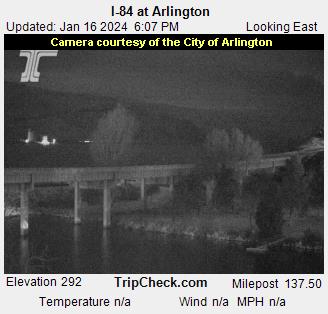 I-84 at Arlington
Updated: Jan 16 2024 6:07 PM Looking East
Camera courtesy of the City of Arlington
Elevation 292 TripCheck.com Milepost 137.50
Temperature n/a Wind n/a MPH n/a